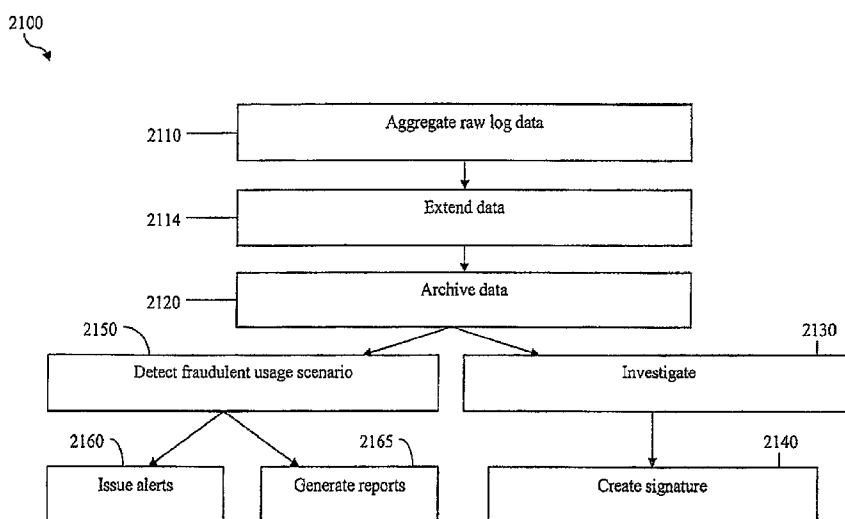 2100
Aggregate raw log data
2110
Extend data
2114
Archive data
2120
2150
2130
Detect fraudulent usage scenario
Investigate
2160
2165
2140
Issue alerts
Generate reports
Create signature